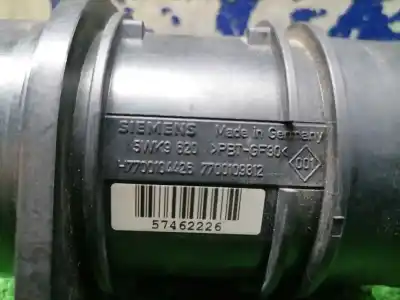 SIEMENS Made in Germany
5WK9 620 >PBT-GF30<
H7700104426 7700109812
001
57462226